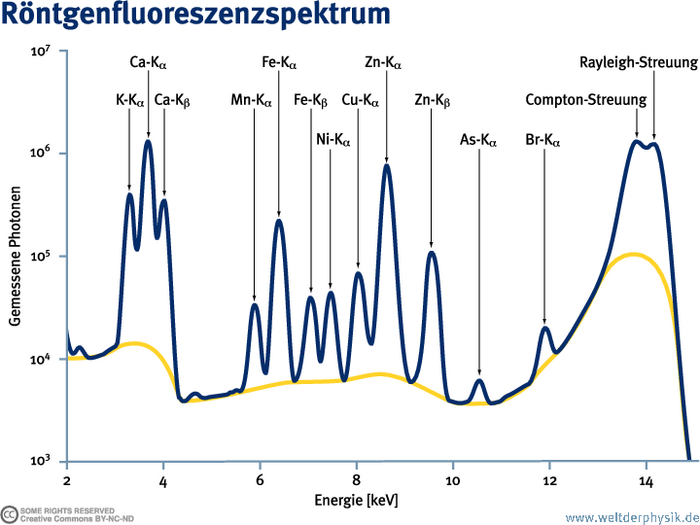 Röntgenfluoreszenzspektrum
10⁷
Ca-Kα
Fe-Kα
Zn-Kα
Rayleigh-Streuung
K-Kα
Ca-Kβ
Mn-Kα
Fe-Kβ
Cu-Kα
Zn-Kβ
Compton-Streuung
Ni-Kα
As-Kα
Br-Kα
10⁶
Gemessene Photonen
10⁵
10⁴
10³
2
4
6
8
10
12
14
Energie [keV]
cc
SOME RIGHTS RESERVED
Creative Commons BY-NC-ND
www.weltderphysik.de